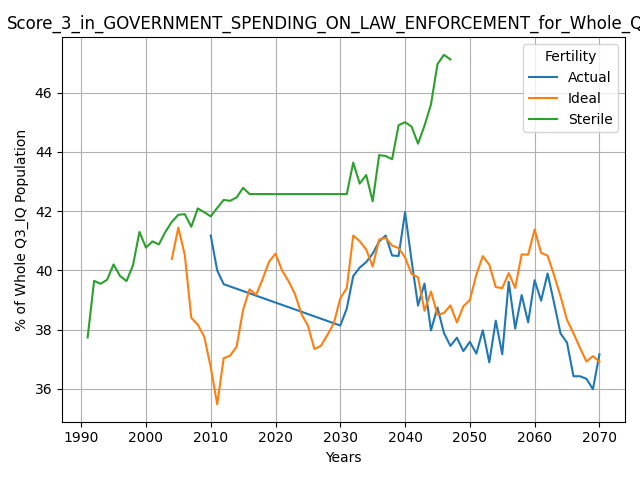 Score_3_in_GOVERNMENT_SPENDING_ON_LAW_ENFORCEMENT_for_Whole_Q
Fertility
Actual
Ideal
Sterile
% of Whole Q3_IQ Population
46
44
42
40
38
36
1990 2000 2010 2020 2030 2040 2050 2060 2070
Years